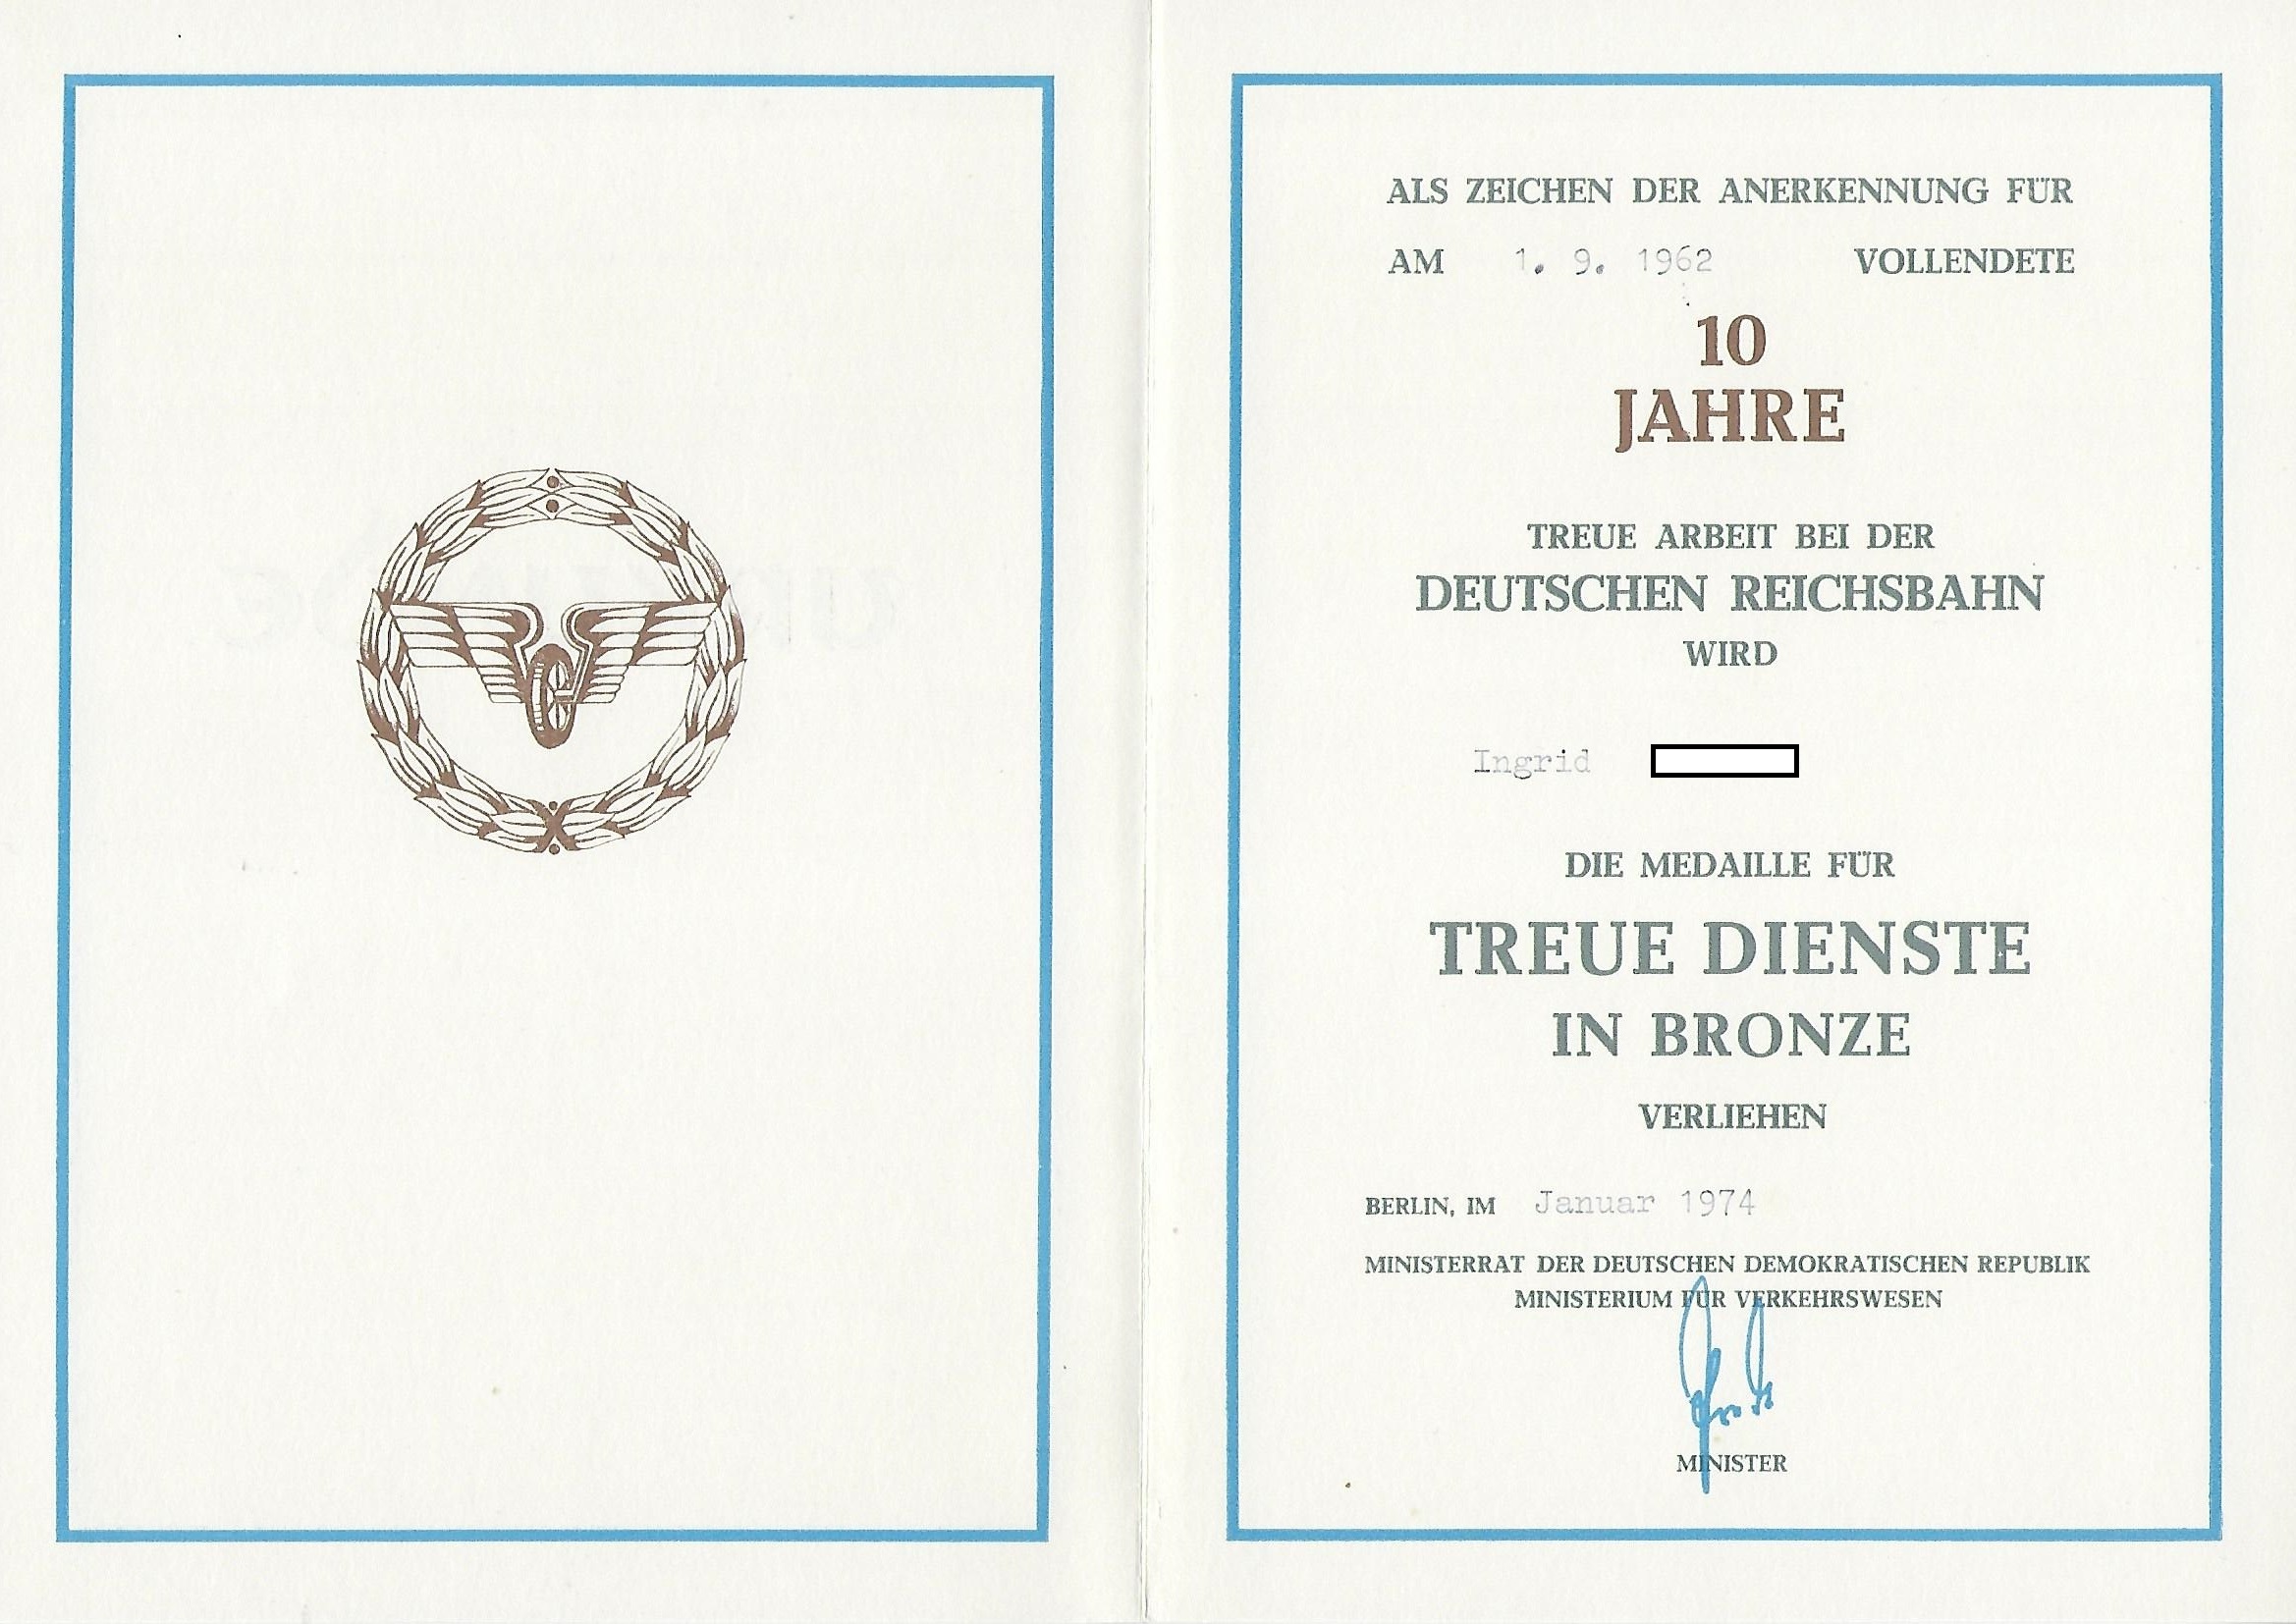 ALS ZEICHEN DER ANERKENNUNG FÜR
AM 1. 9. 1962 VOLLENDETE
10
JAHRE
TREUE ARBEIT BEI DER
DEUTSCHEN REICHSBAHN
WIRD
Ingrid
DIE MEDAILLE FÜR
TREUE DIENSTE
IN BRONZE
VERLIEHEN
BERLIN, IM Januar 1974
MINISTERRAT DER DEUTSCHEN DEMOKRATISCHEN REPUBLIK
MINISTERIUM FÜR VERKEHRSWESEN
MINISTER